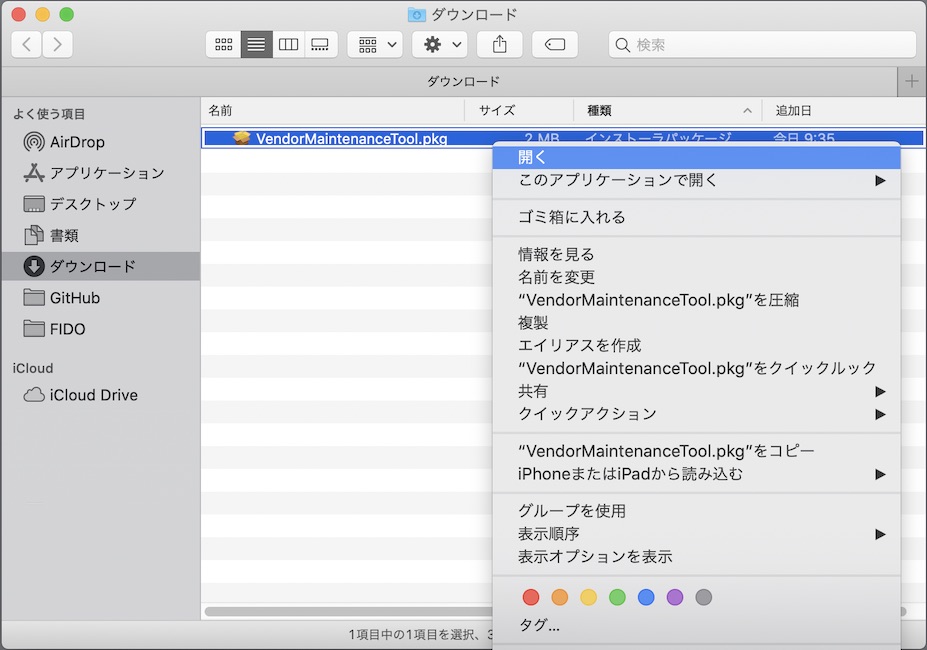 ダウンロード
検索
ダウンロード
よく使う項目
AirDrop
アプリケーション
デスクトップ
書類
ダウンロード
GitHub
FIDO
iCloud
iCloud Drive
名前 サイズ 種類 追加日
VendorMaintenanceTool.pkg 2 MB インストーラパッケージ 今日 9:35
開く
このアプリケーションで開く
ゴミ箱に入れる
情報を見る
名前を変更
“VendorMaintenanceTool.pkg”を圧縮
複製
エイリアスを作成
“VendorMaintenanceTool.pkg”をクイックルック
共有
クイックアクション
“VendorMaintenanceTool.pkg”をコピー
iPhoneまたはiPadから読み込む
グループを使用
表示順序
表示オプションを表示
タグ...
1項目中の1項目を選択、3